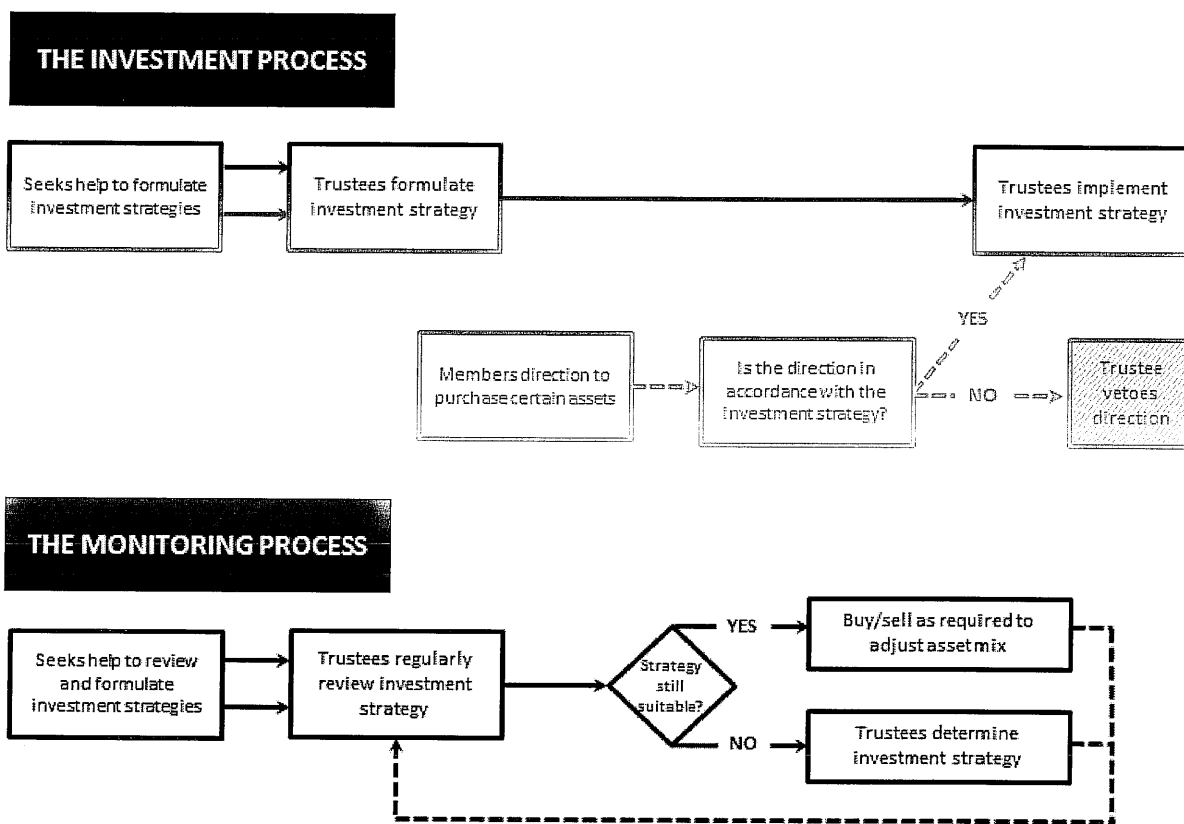 THE INVESTMENT PROCESS
Seeks help to formulate
investment strategies
Trustees formulate
investment strategy
Trustees implement
investment strategy
YES
Members direction to
purchase certain assets
Is the direction in
accordance with the
investment strategy?
NO
Trustee
vetoes
direction
THE MONITORING PROCESS
Seeks help to review
and formulate
investment strategies
Trustees regularly
review investment
strategy
Strategy
still
suitable?
YES
Buy/sell as required to
adjust asset mix
NO
Trustees determine
investment strategy